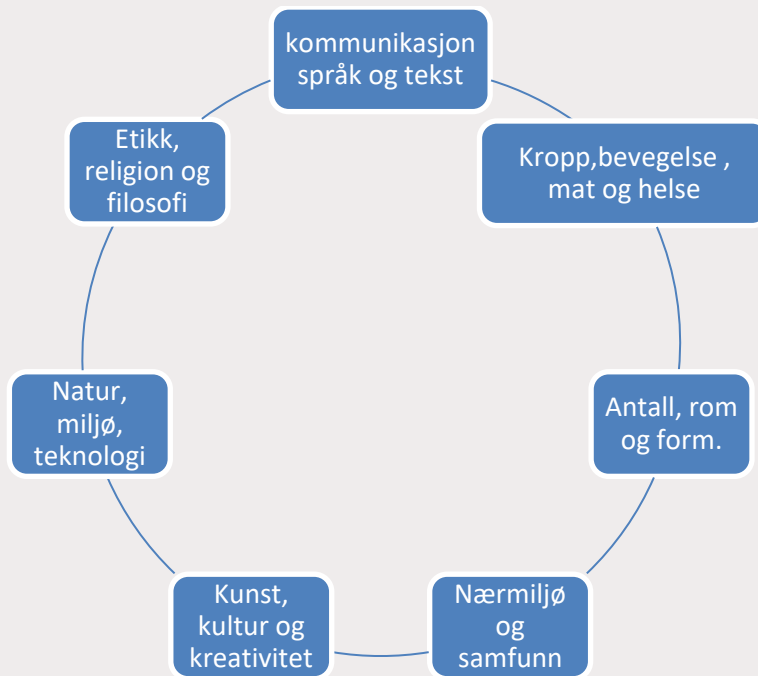 kommunikasjon
språk og tekst
Kropp,bevegelse ,
mat og helse
Antall, rom
og form.
Nærmiljø
og
samfunn
Kunst,
kultur og
kreativitet
Natur,
miljø,
teknologi
Etikk,
religion og
filosofi